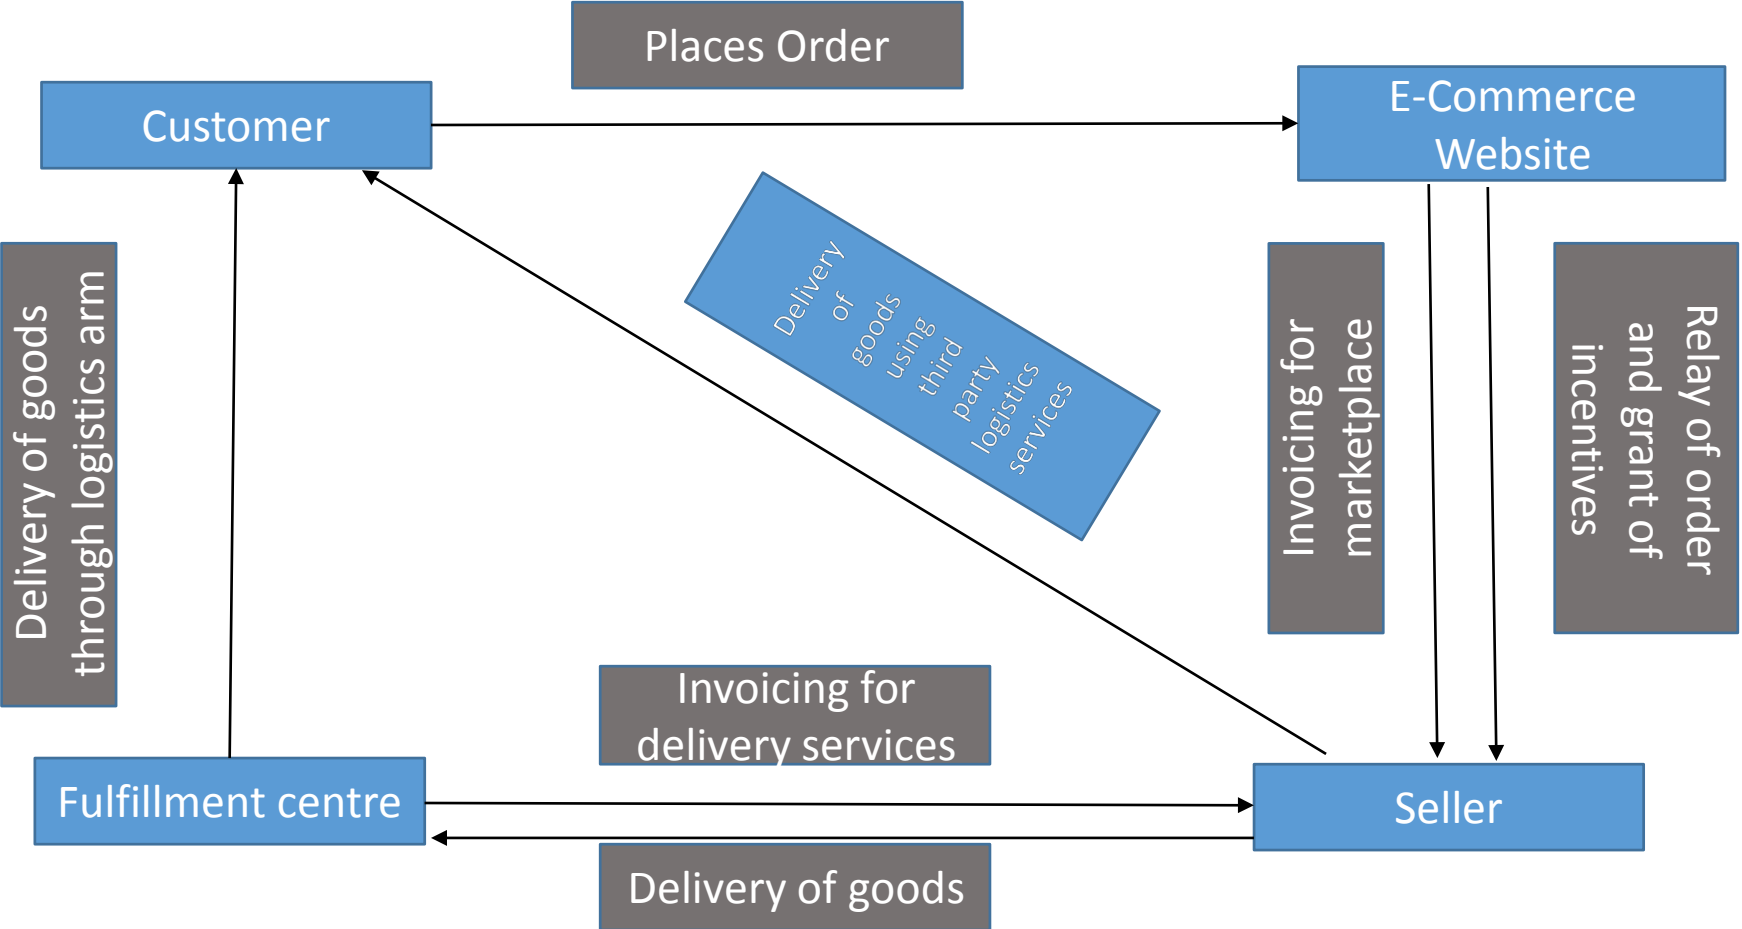 Places Order
Customer
E-Commerce
Website
Delivery
of
goods
using
third
party
logistics
services
Delivery of goods
through logistics arm
Invoicing for
marketplace
Relay of order
and grant of
incentives
Invoicing for
delivery services
Fulfillment centre
Seller
Delivery of goods